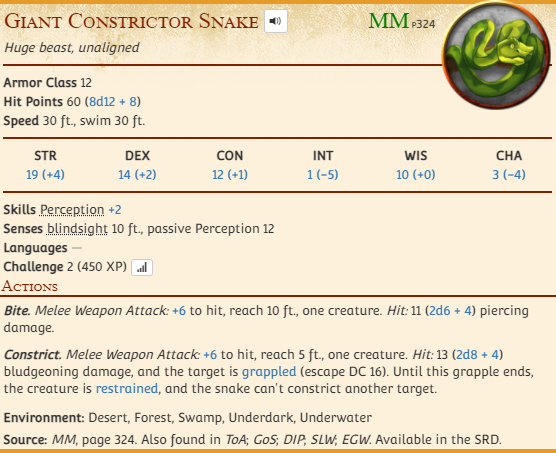 Giant Constrictor Snake MM p324
Huge beast, unaligned
Armor Class 12
Hit Points 60 (8d12 + 8)
Speed 30 ft., swim 30 ft.
STR DEX CON INT WIS CHA
19 (+4) 14 (+2) 12 (+1) 1 (−5) 10 (+0) 3 (−4)
Skills Perception +2
Senses blindsight 10 ft., passive Perception 12
Languages —
Challenge 2 (450 XP)
Actions
Bite. Melee Weapon Attack: +6 to hit, reach 10 ft., one creature. Hit: 11 (2d6 + 4) piercing
damage.
Constrict. Melee Weapon Attack: +6 to hit, reach 5 ft., one creature. Hit: 13 (2d8 + 4)
bludgeoning damage, and the target is grappled (escape DC 16). Until this grapple ends,
the creature is restrained, and the snake can't constrict another target.
Environment: Desert, Forest, Swamp, Underdark, Underwater
Source: MM, page 324. Also found in ToA; GoS; DIP; SLW; EGW. Available in the SRD.